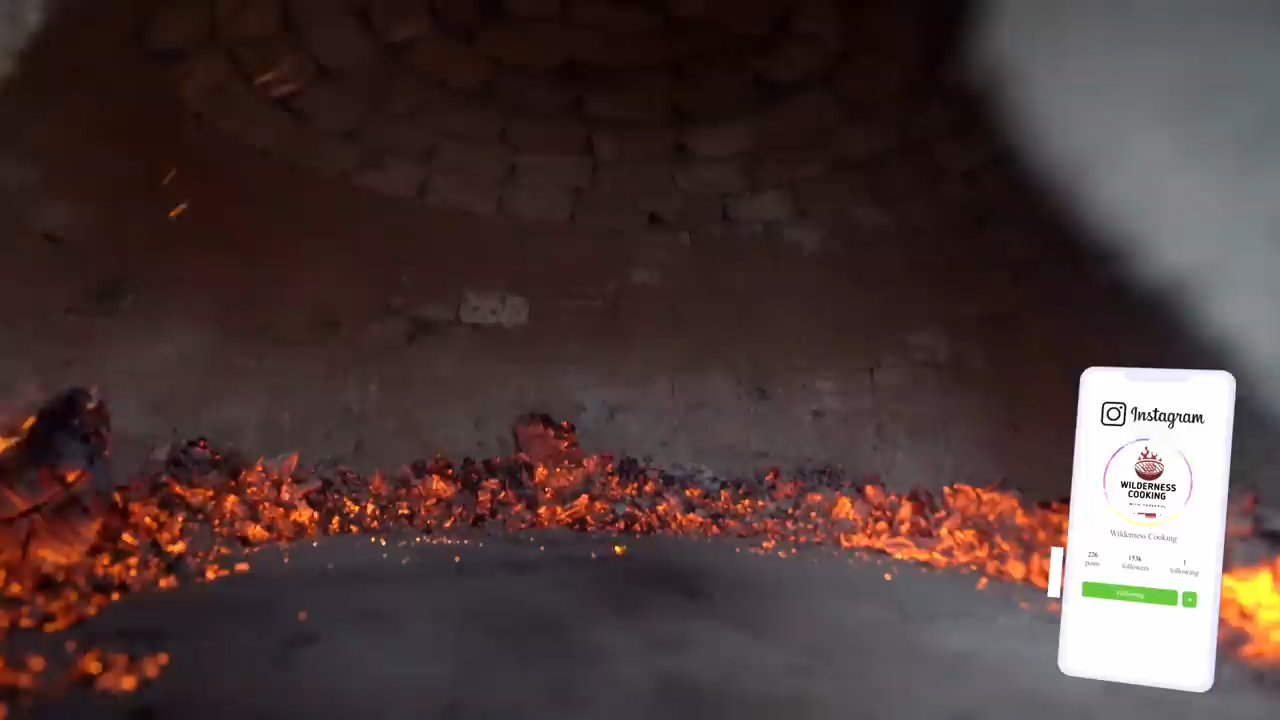 Instagram
WILDERNESS
COOKING
Wilderness Cooking
226
posts
153k
followers
1
following
Following